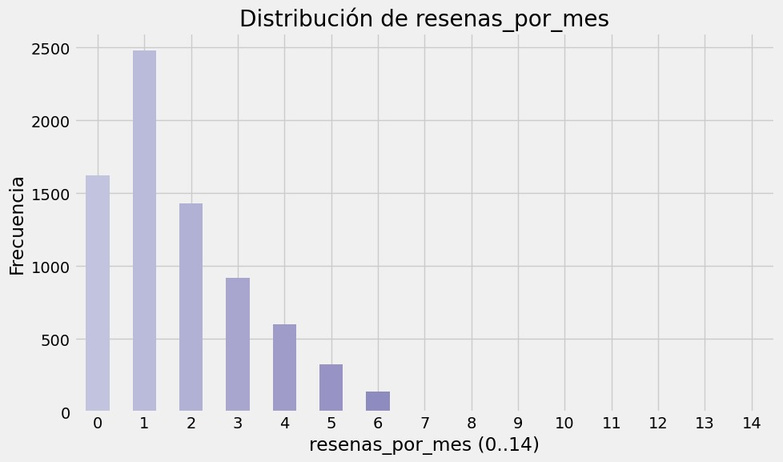 Distribución de resenas_por_mes
Frecuencia
2500
2000
1500
1000
500
0
0 1 2 3 4 5 6 7 8 9 10 11 12 13 14
resenas_por_mes (0..14)